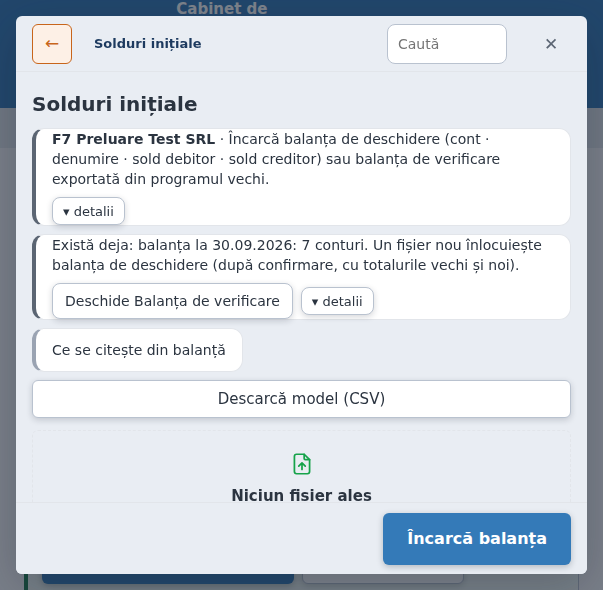 Cabinet de
←
Solduri inițiale
Caută
✕
Solduri inițiale
F7 Preluare Test SRL · Încarcă balanța de deschidere (cont ·
denumire · sold debitor · sold creditor) sau balanța de verificare
exportată din programul vechi.
▾ detalii
Există deja: balanța la 30.09.2026: 7 conturi. Un fișier nou înlocuiește
balanța de deschidere (după confirmare, cu totalurile vechi și noi).
Deschide Balanța de verificare
▾ detalii
Ce se citește din balanță
Descarcă model (CSV)
Niciun fisier ales
Încarcă balanța